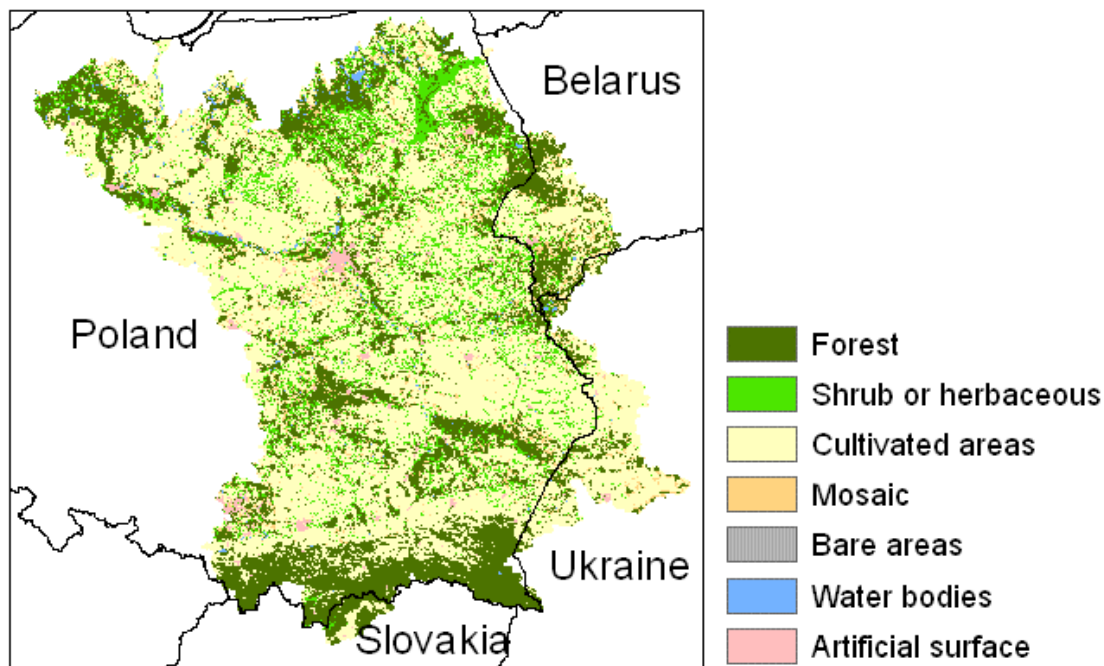 Belarus
Poland
Ukraine
Slovakia
Forest
Shrub or herbaceous
Cultivated areas
Mosaic
Bare areas
Water bodies
Artificial surface